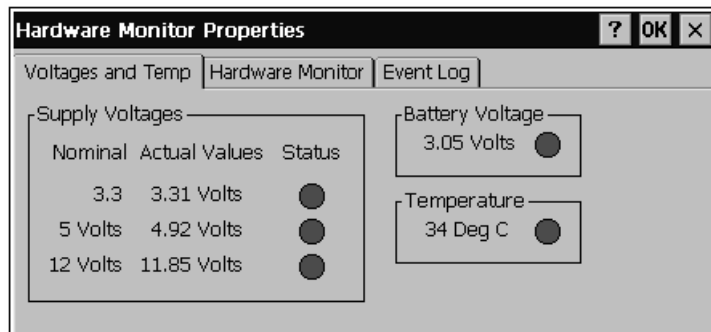 Hardware Monitor Properties ? OK ×
Voltages and Temp Hardware Monitor Event Log
Supply Voltages
Nominal Actual Values Status
3.3 3.31 Volts
5 Volts 4.92 Volts
12 Volts 11.85 Volts
Battery Voltage
3.05 Volts
Temperature
34 Deg C